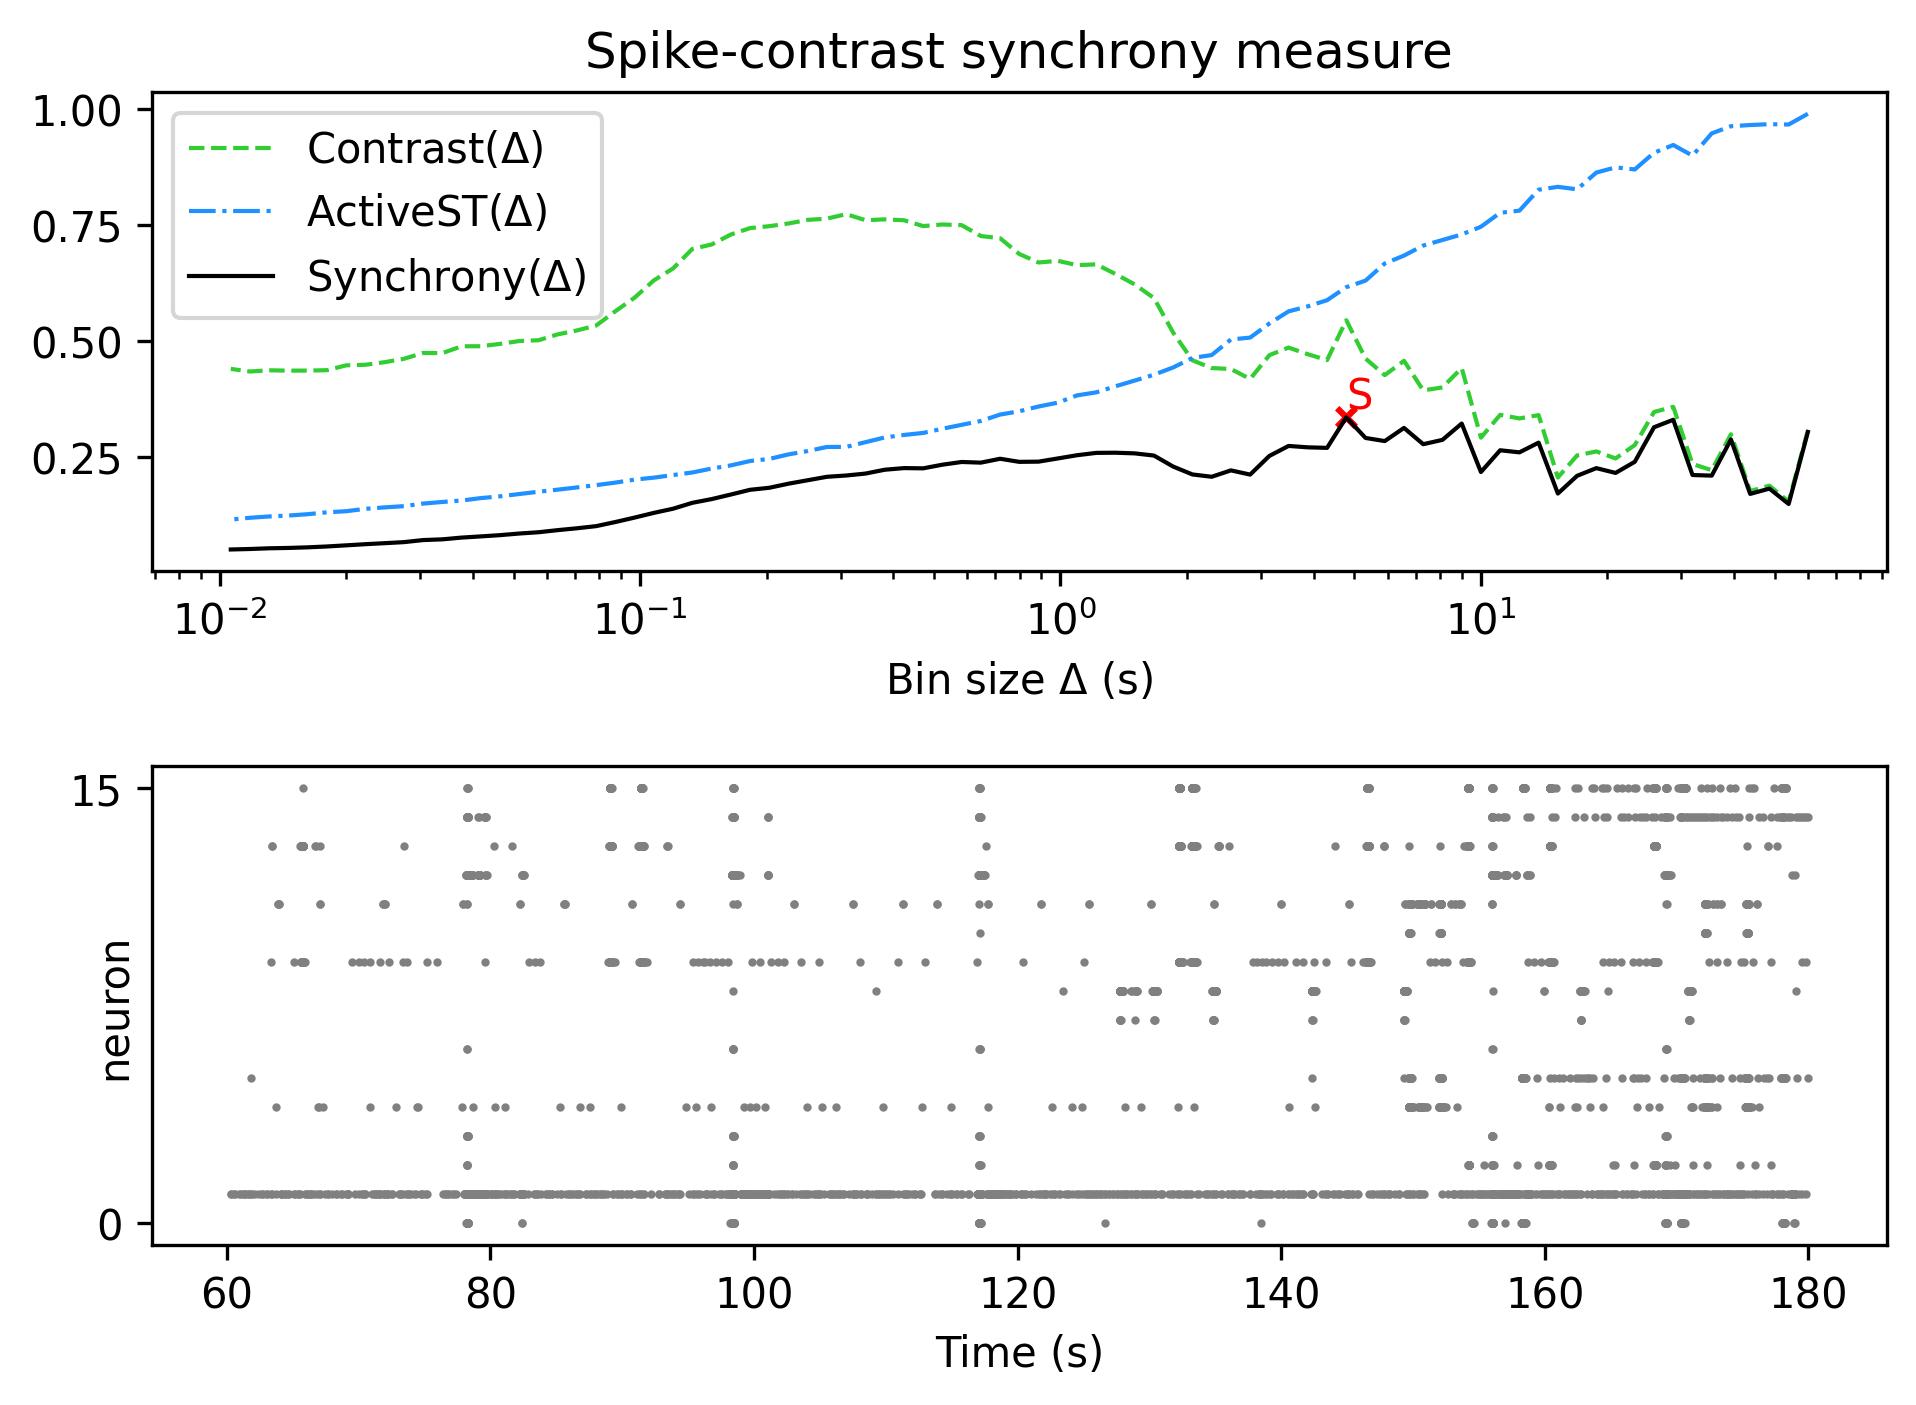 Spike-contrast synchrony measure
1.00
0.75
0.50
0.25
Contrast(Δ)
ActiveST(Δ)
Synchrony(Δ)
S
10⁻² 10⁻¹ 10⁰ 10¹
Bin size Δ (s)
15
0
neuron
60 80 100 120 140 160 180
Time (s)